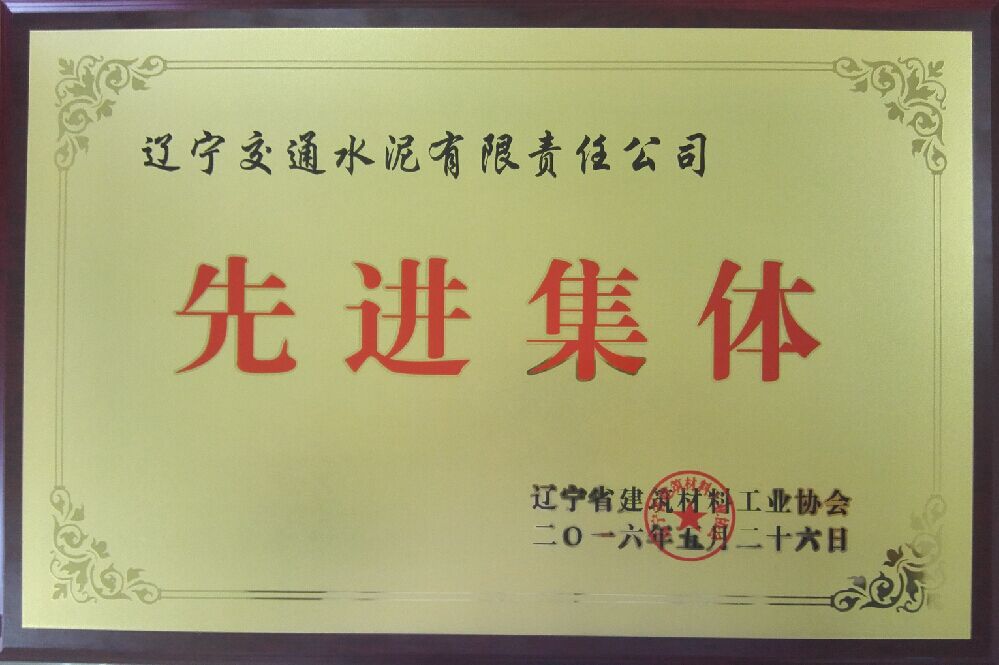 辽宁交通水泥有限责任公司
先进集体
辽宁省建筑材料工业协会
二〇一六年五月二十六日